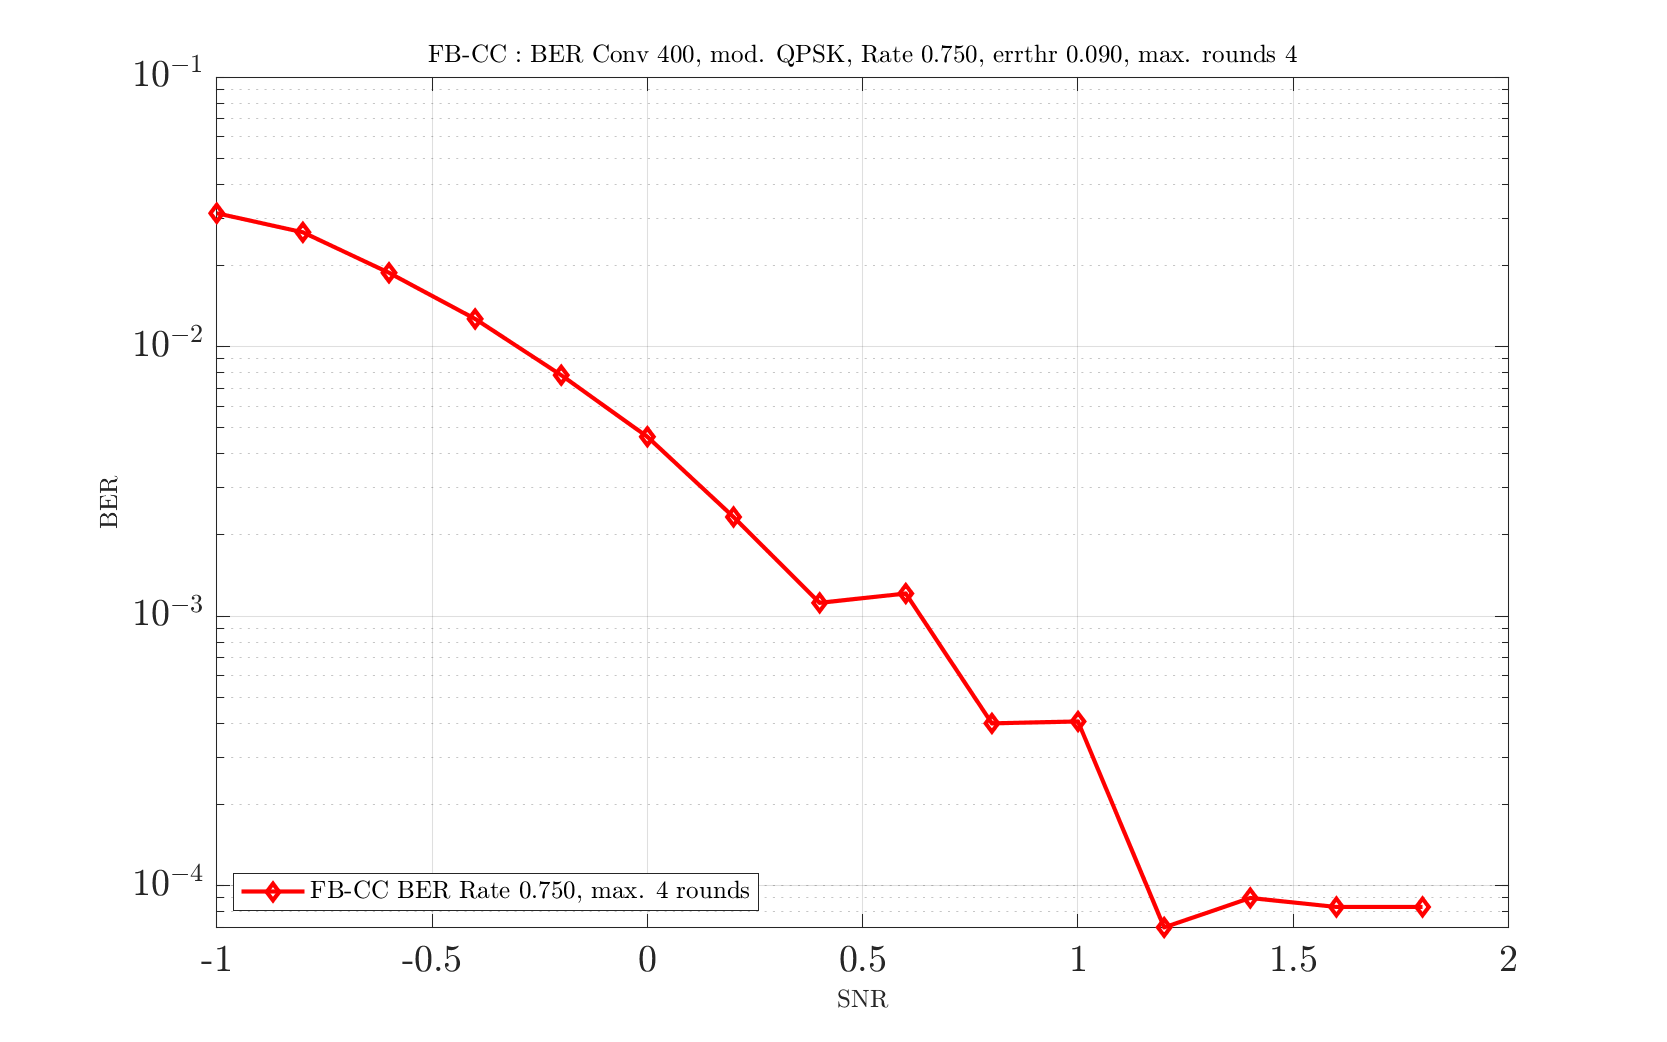 FB-CC : BER Conv 400, mod. QPSK, Rate 0.750, errthr 0.090, max. rounds 4
10⁻¹
10⁻²
10⁻³
10⁻⁴
BER
FB-CC BER Rate 0.750, max. 4 rounds
-1 -0.5 0 0.5 1 1.5 2
SNR